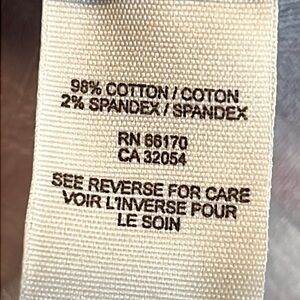 98% COTTON / COTON
2% SPANDEX / SPANDEX
RN 66170
CA 32054
SEE REVERSE FOR CARE
VOIR L'INVERSE POUR
LE SOIN